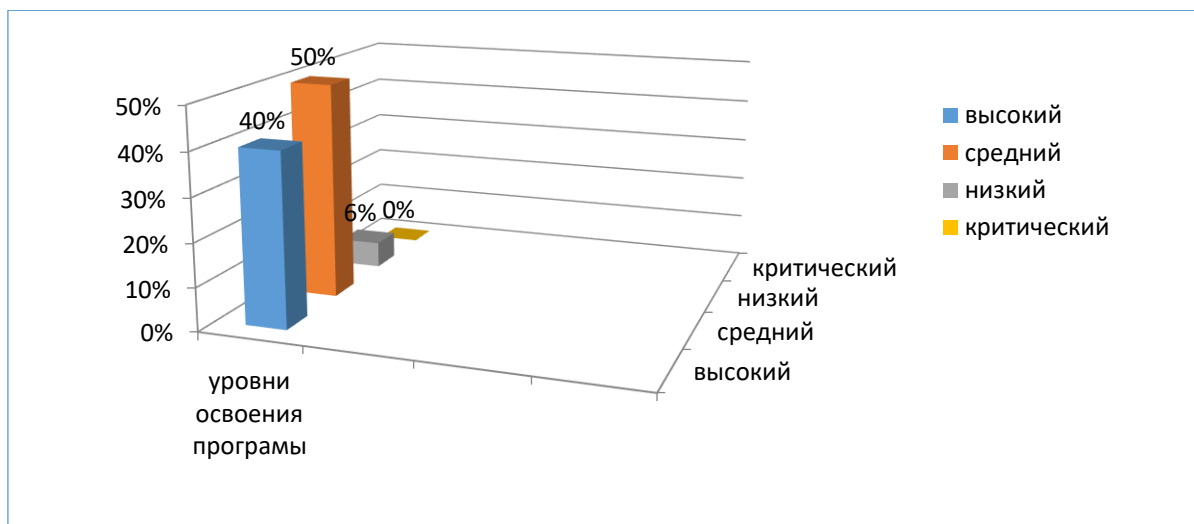 50%
40%
30%
20%
10%
0%
40%
50%
6%
0%
уровни
освоения
програмы
критический
низкий
средний
высокий
высокий
средний
низкий
критический